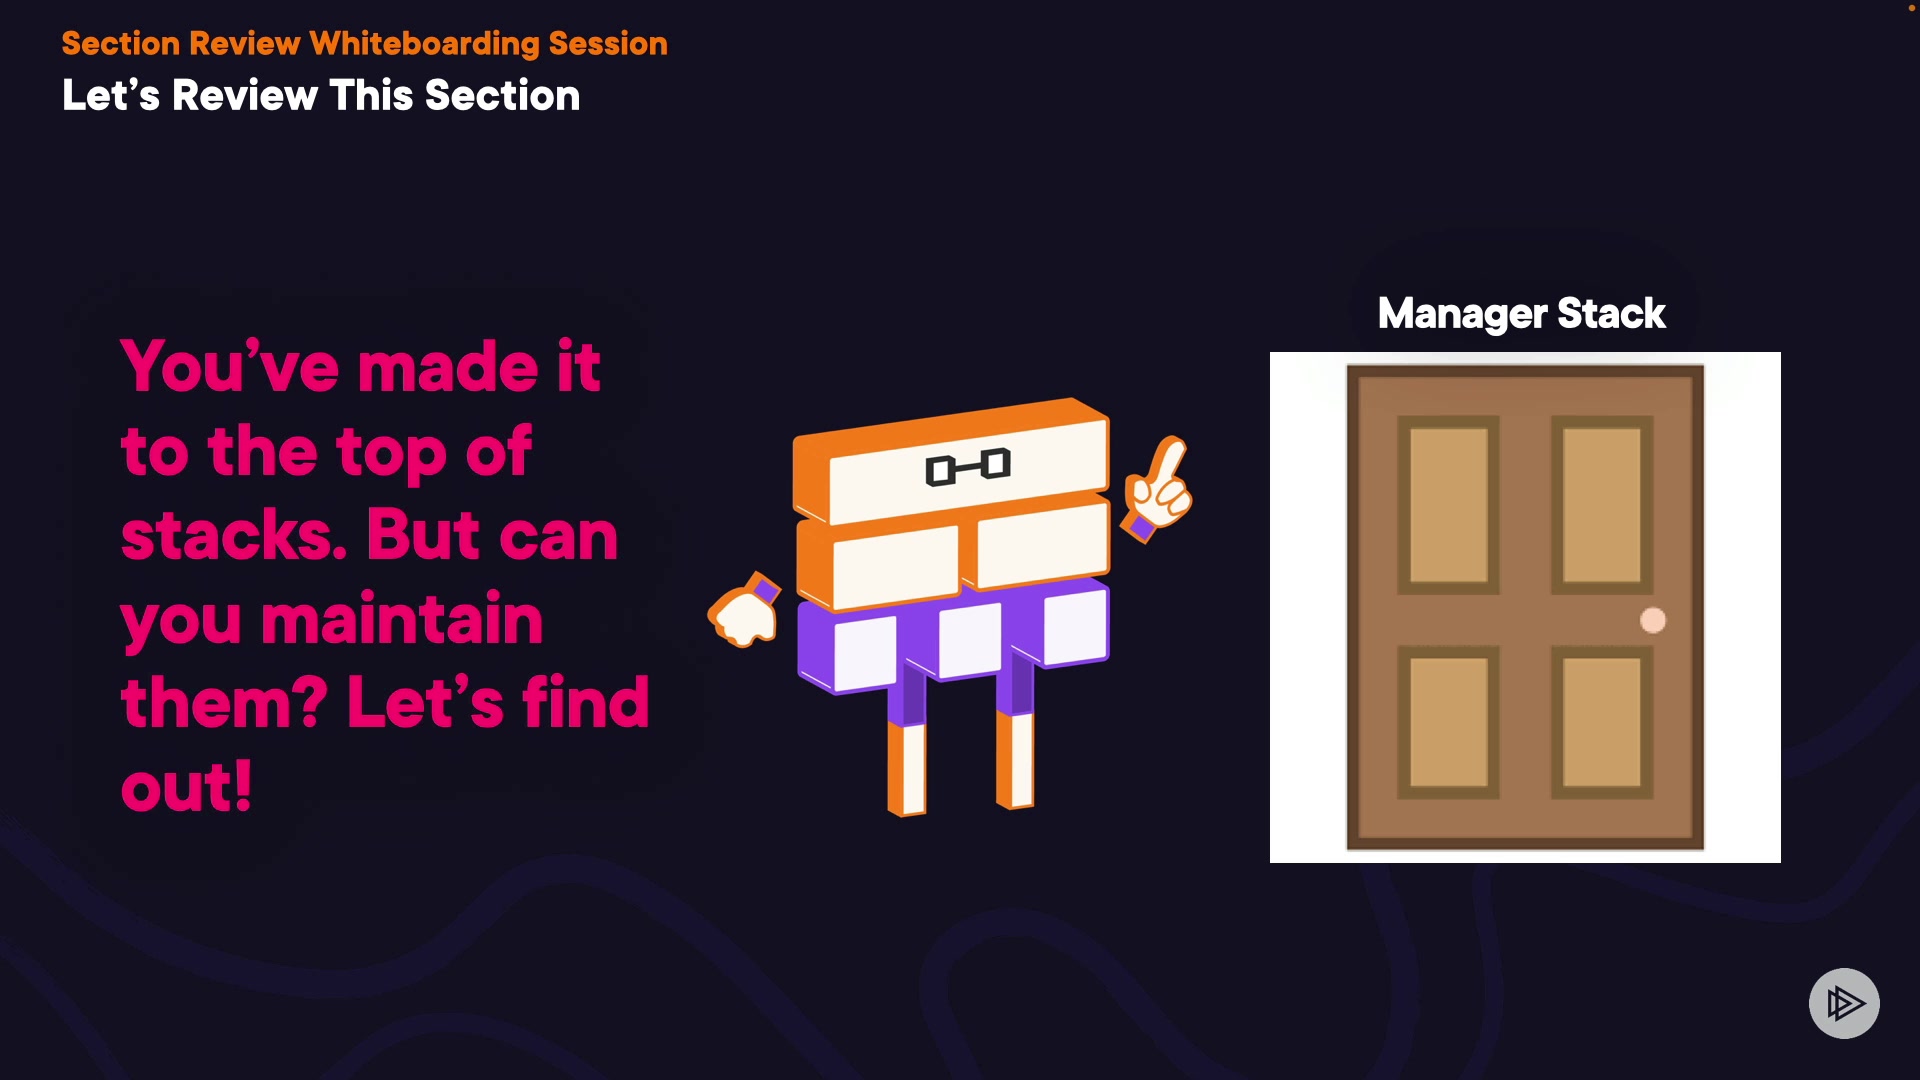 Section Review Whiteboarding Session
Let’s Review This Section
You’ve made it
to the top of
stacks. But can
you maintain
them? Let’s find
out!
Manager Stack